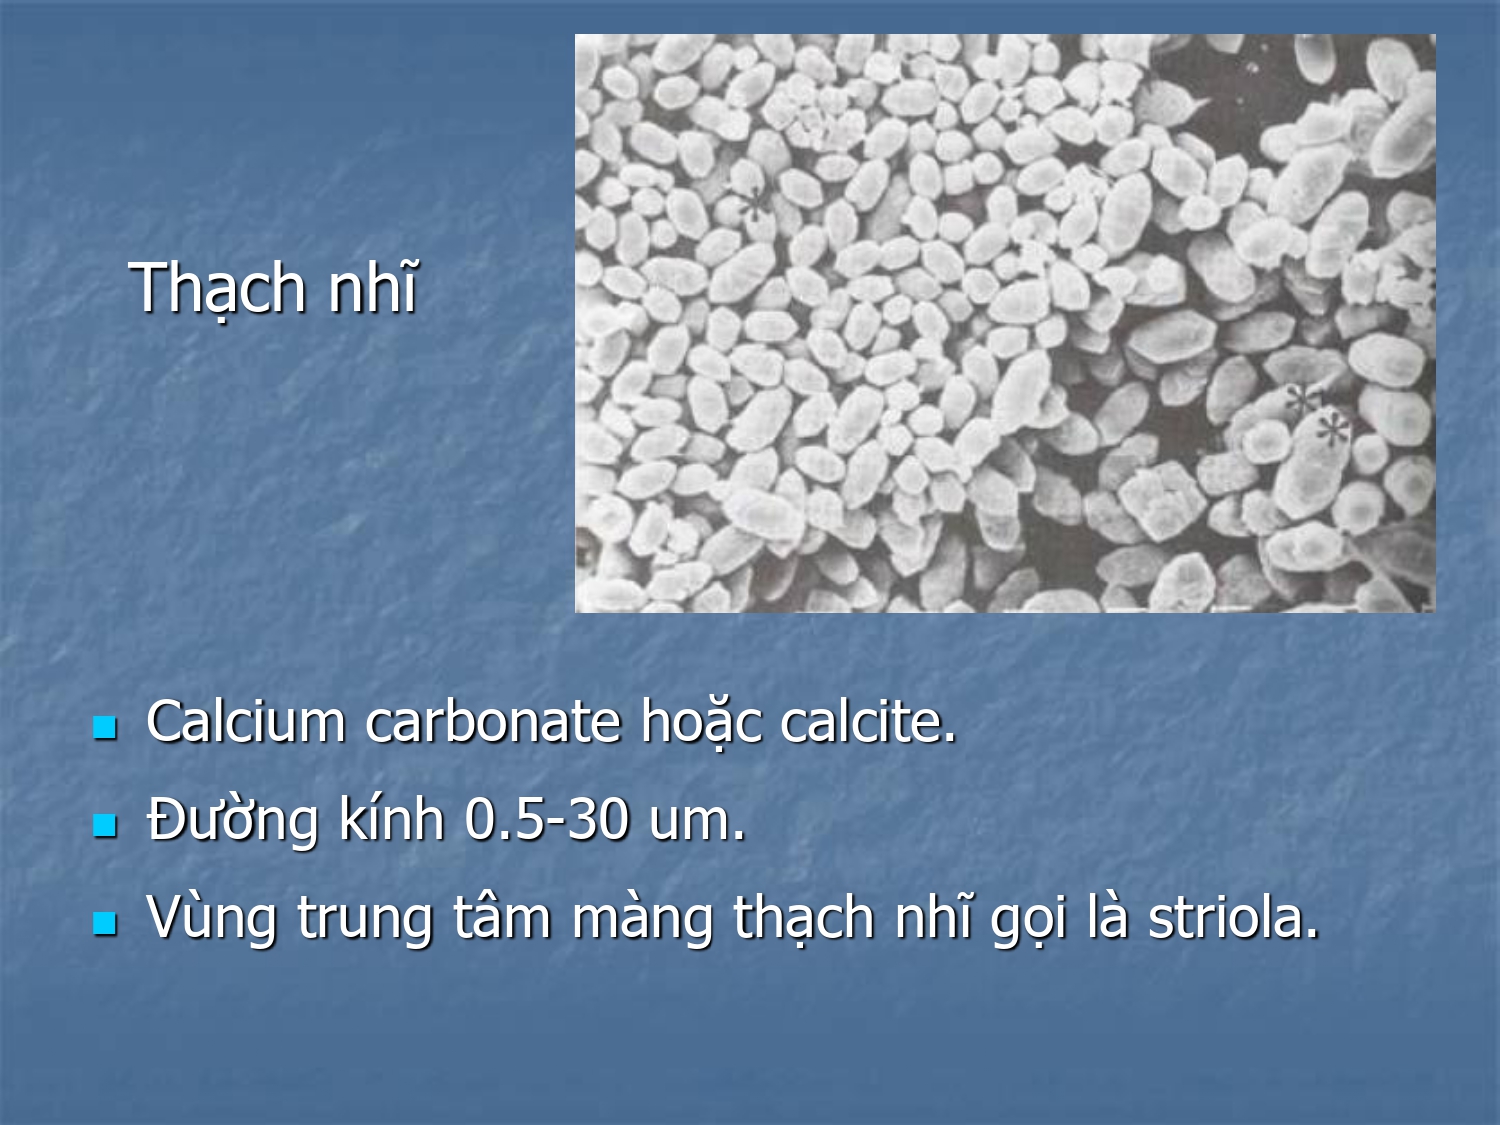 Thạch nhĩ
Calcium carbonate hoặc calcite.
Đường kính 0.5-30 um.
Vùng trung tâm màng thạch nhĩ gọi là striola.